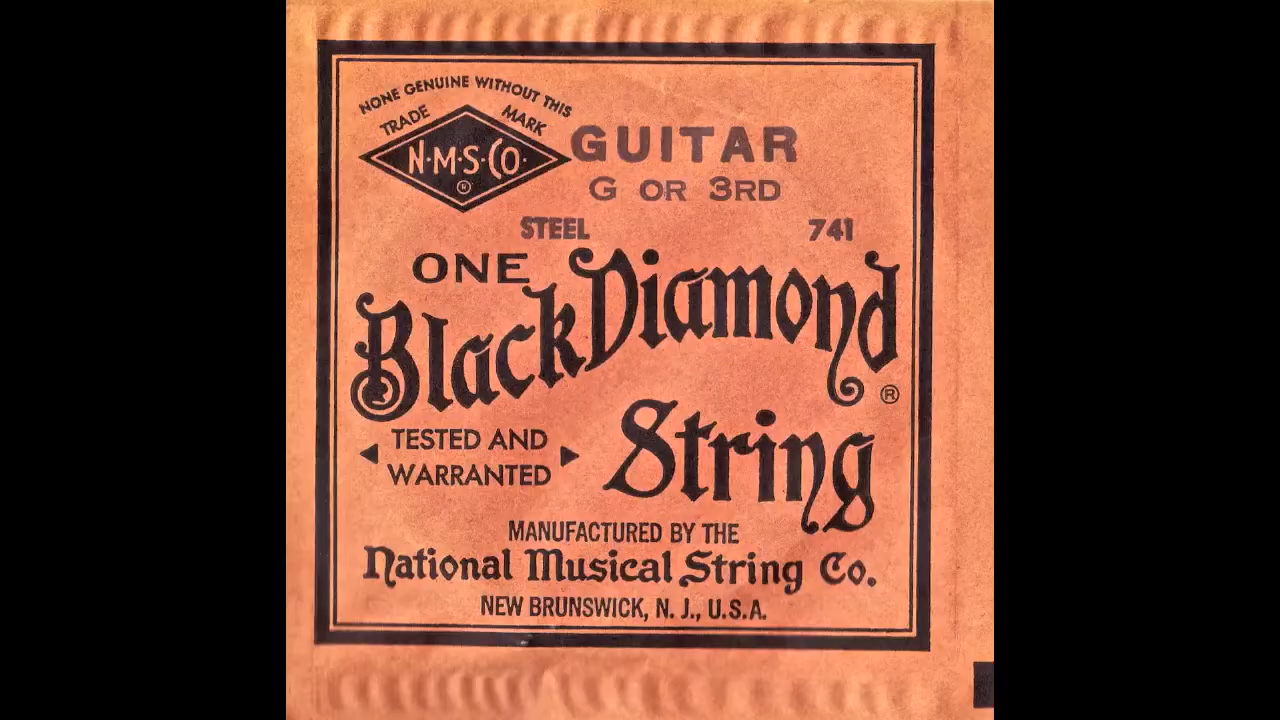 NONE GENUINE WITHOUT THIS
TRADE MARK
N·M·S·CO·
®
GUITAR
G OR 3RD
STEEL 741
ONE
Black Diamond
®
String
TESTED AND
WARRANTED
MANUFACTURED BY THE
National Musical String Co.
NEW BRUNSWICK, N. J., U.S.A.